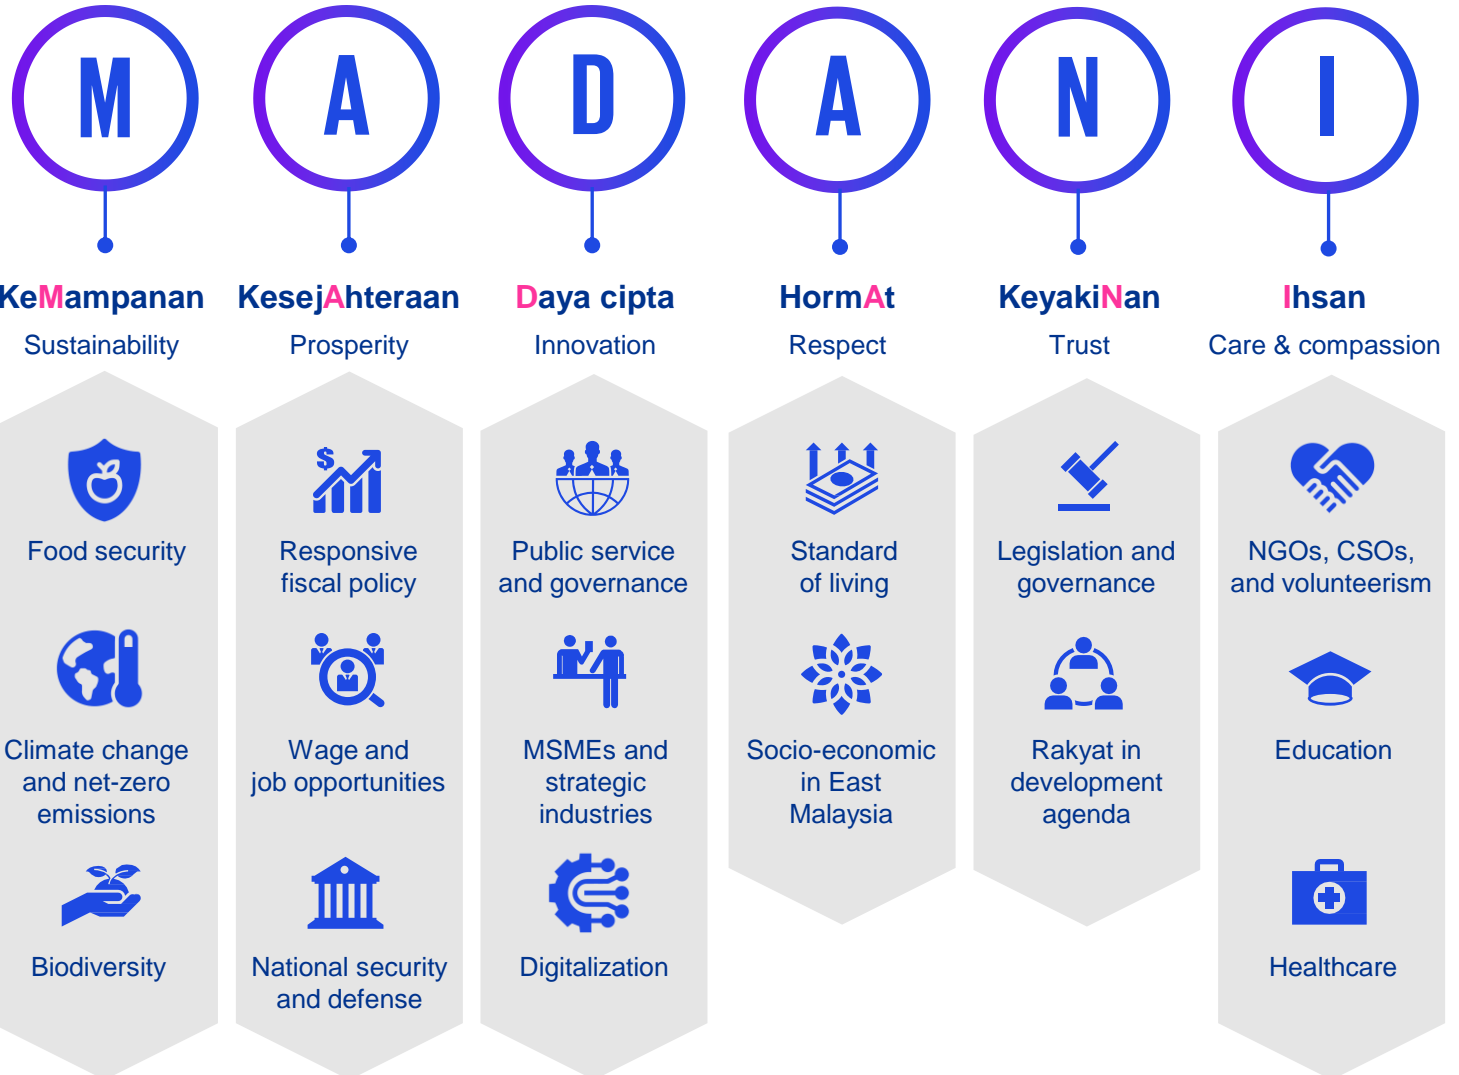 M
A
D
A
N
I
KeMampanan
Sustainability
Food security
Climate change
and net-zero
emissions
Biodiversity
KesejAhteraan
Prosperity
$
Responsive
fiscal policy
Wage and
job opportunities
National security
and defense
Daya cipta
Innovation
Public service
and governance
MSMEs and
strategic
industries
Digitalization
HormAt
Respect
Standard
of living
Socio-economic
in East
Malaysia
KeyakiNan
Trust
Legislation and
governance
Rakyat in
development
agenda
Ihsan
Care & compassion
NGOs, CSOs,
and volunteerism
Education
Healthcare